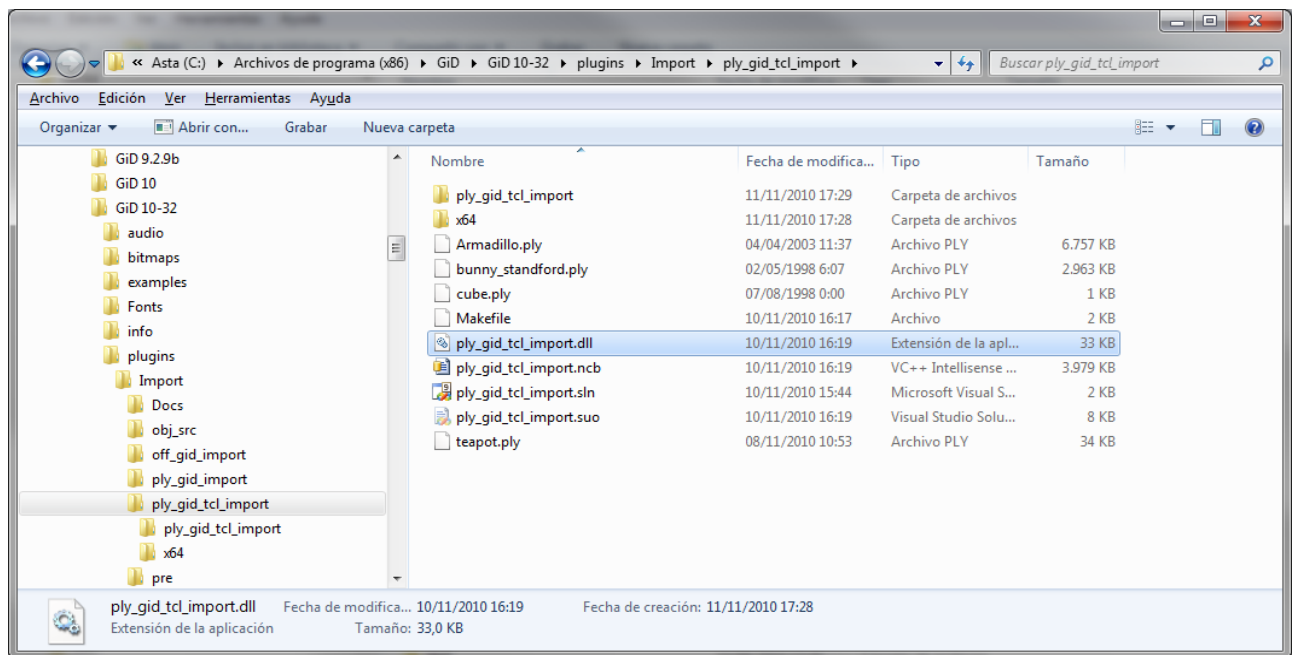 « Asta (C:) ▸ Archivos de programa (x86) ▸ GiD ▸ GiD 10-32 ▸ plugins ▸ Import ▸ ply_gid_tcl_import ▸ Buscar ply_gid_tcl_import
Archivo Edición Ver Herramientas Ayuda
Organizar Abrir con... Grabar Nueva carpeta
GiD 9.2.9b
GiD 10
GiD 10-32
audio
bitmaps
examples
Fonts
info
plugins
Import
Docs
obj_src
off_gid_import
ply_gid_import
ply_gid_tcl_import
ply_gid_tcl_import
x64
pre
Nombre Fecha de modifica... Tipo Tamaño
ply_gid_tcl_import 11/11/2010 17:29 Carpeta de archivos
x64 11/11/2010 17:28 Carpeta de archivos
Armadillo.ply 04/04/2003 11:37 Archivo PLY 6.757 KB
bunny_standford.ply 02/05/1998 6:07 Archivo PLY 2.963 KB
cube.ply 07/08/1998 0:00 Archivo PLY 1 KB
Makefile 10/11/2010 16:17 Archivo 2 KB
ply_gid_tcl_import.dll 10/11/2010 16:19 Extensión de la apl... 33 KB
ply_gid_tcl_import.ncb 10/11/2010 16:19 VC++ Intellisense ... 3.979 KB
ply_gid_tcl_import.sln 10/11/2010 15:44 Microsoft Visual S... 2 KB
ply_gid_tcl_import.suo 10/11/2010 16:19 Visual Studio Solu... 8 KB
teapot.ply 08/11/2010 10:53 Archivo PLY 34 KB
ply_gid_tcl_import.dll Fecha de modifica... 10/11/2010 16:19 Fecha de creación: 11/11/2010 17:28
Extensión de la aplicación Tamaño: 33,0 KB